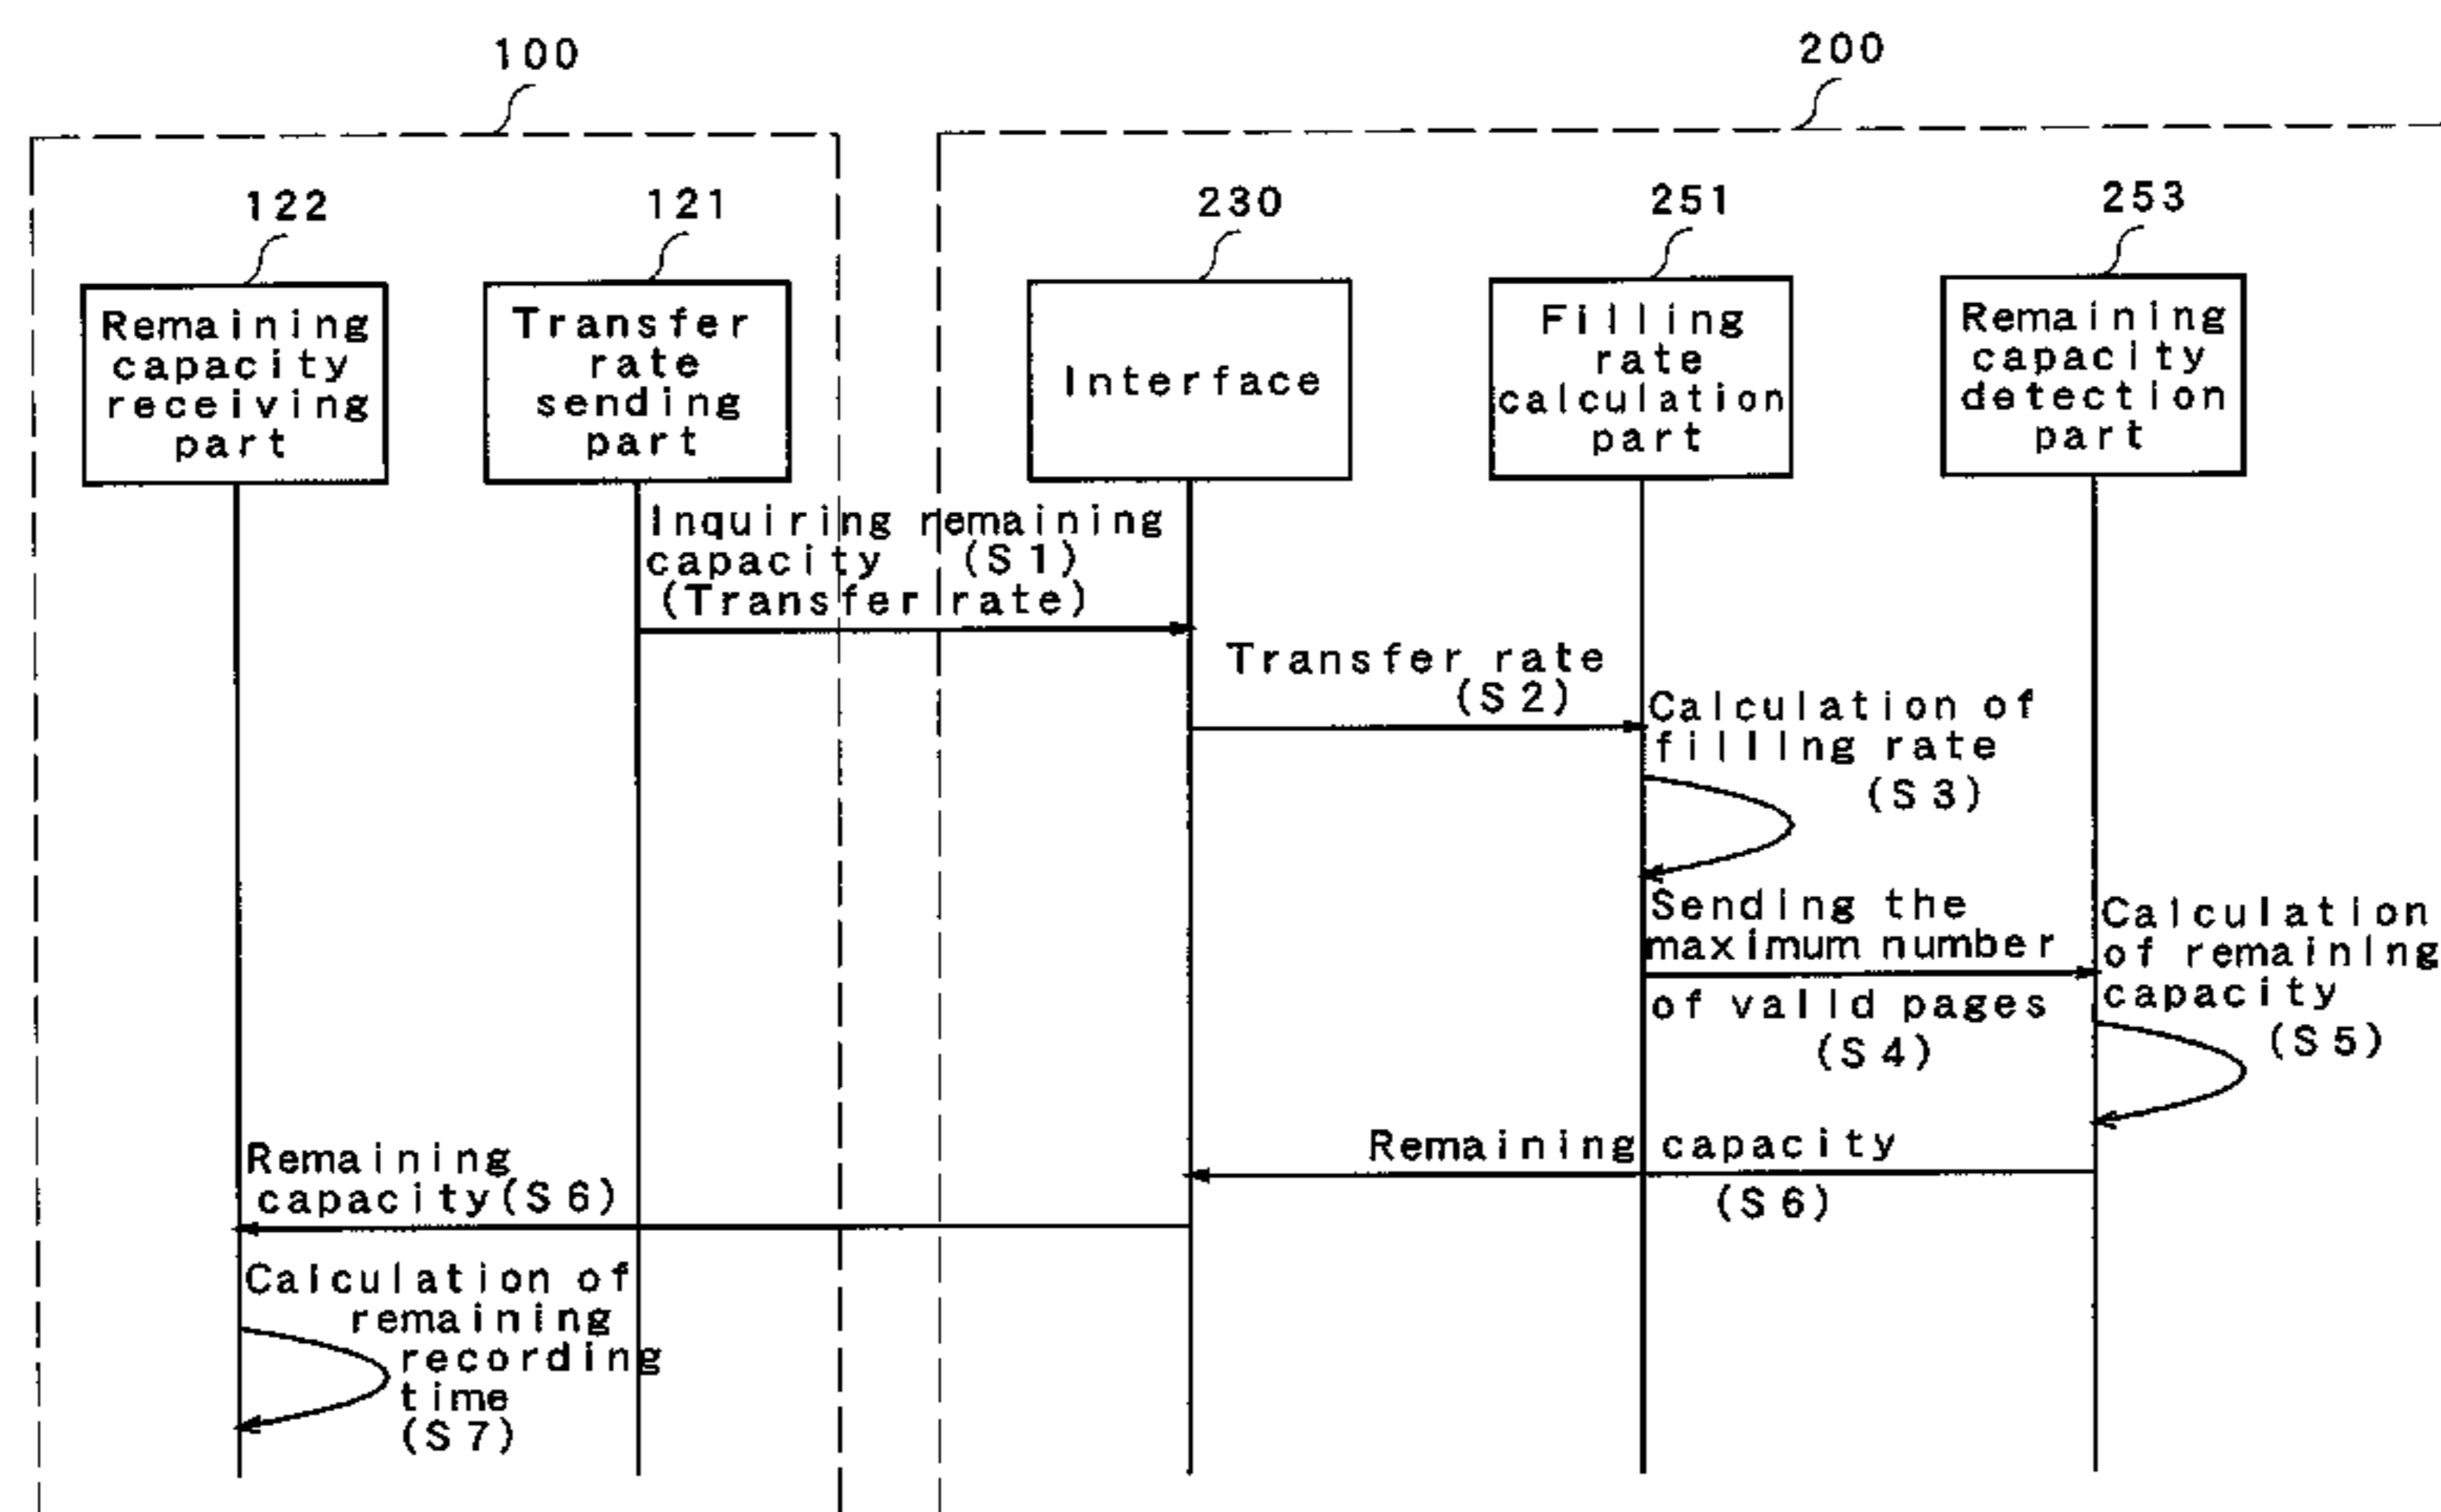 100
200
122
121
230
251
253
Remaining
capacity
receiving
part
Transfer
rate
sending
part
Interface
Filling
rate
calculation
part
Remaining
capacity
detection
part
Inquiring remaining
capacity (S1)
(Transfer rate)
Transfer rate
(S2)
Calculation of
filling rate
(S3)
Sending the
maximum number
of valid pages
(S4)
Calculation
of remaining
capacity
(S5)
Remaining capacity
(S6)
Remaining
capacity(S6)
Calculation of
remaining
recording
time
(S7)